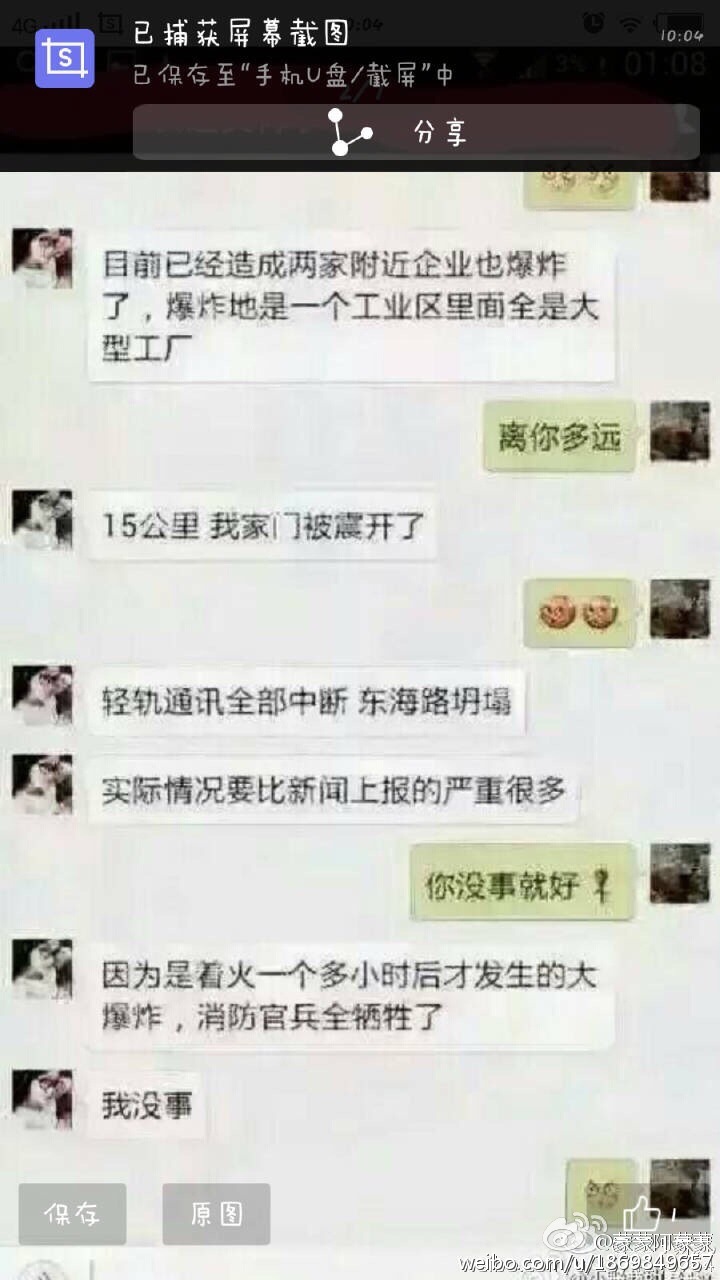 4G
已捕获屏幕截图
:04
10:04
已保存至“手机U盘/截屏”中
3%
01:08
分享
目前已经造成两家附近企业也爆炸
了，爆炸地是一个工业区里面全是大
型工厂
离你多远
15公里 我家门被震开了
轻轨通讯全部中断 东海路坍塌
实际情况要比新闻上报的严重很多
你没事就好
因为是着火一个多小时后才发生的大
爆炸，消防官兵全牺牲了
我没事
保存
原图
1
@蒙蒙阿蒙蒙
weibo.com/u/1869849657